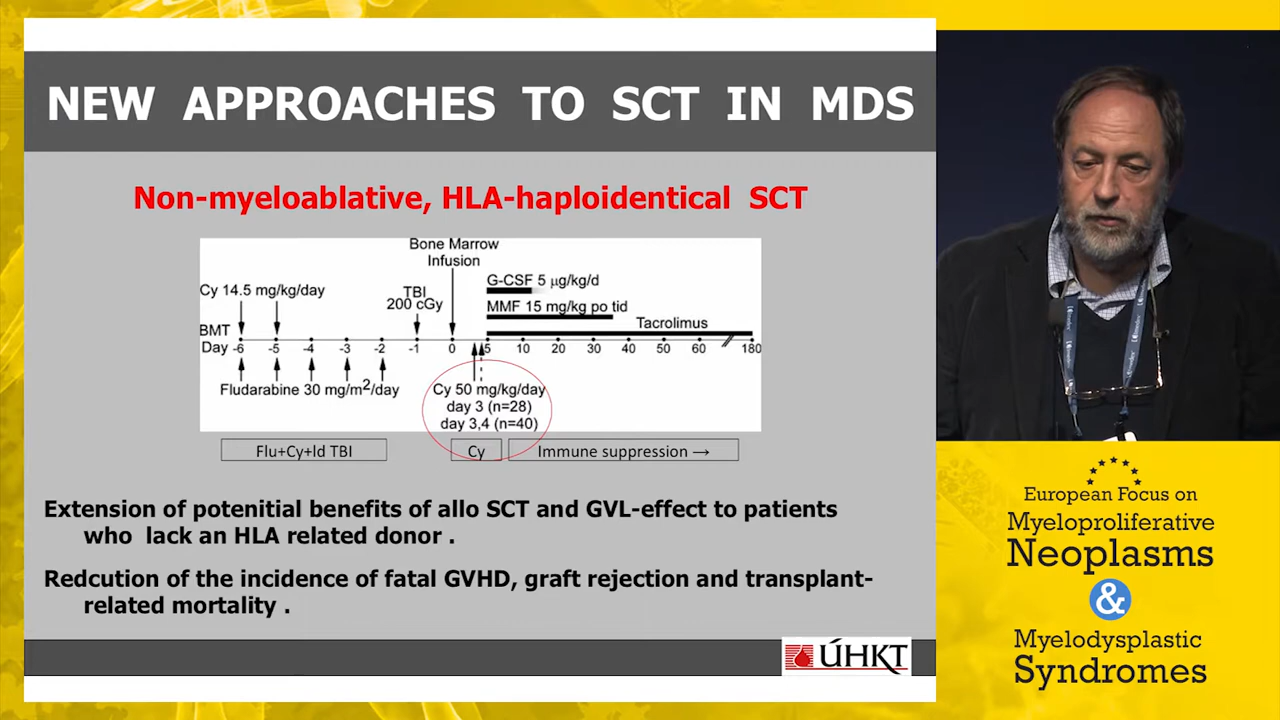 NEW APPROACHES TO SCT IN MDS
Non-myeloablative, HLA-haploidentical SCT
Bone Marrow
Infusion
Cy 14.5 mg/kg/day
TBI
200 cGy
G-CSF 5 μg/kg/d
MMF 15 mg/kg po tid
Tacrolimus
BMT
Day -6 -5 -4 -3 -2 -1 0 5 10 20 30 40 50 60 180
Fludarabine 30 mg/m²/day
Cy 50 mg/kg/day
day 3 (n=28)
day 3,4 (n=40)
Flu+Cy+ld TBI
Cy
Immune suppression →
Extension of potenitial benefits of allo SCT and GVL-effect to patients
who lack an HLA related donor .
Redcution of the incidence of fatal GVHD, graft rejection and transplant-
related mortality .
ÚHKT
European Focus on
Myeloproliferative
Neoplasms
&
Myelodysplastic
Syndromes